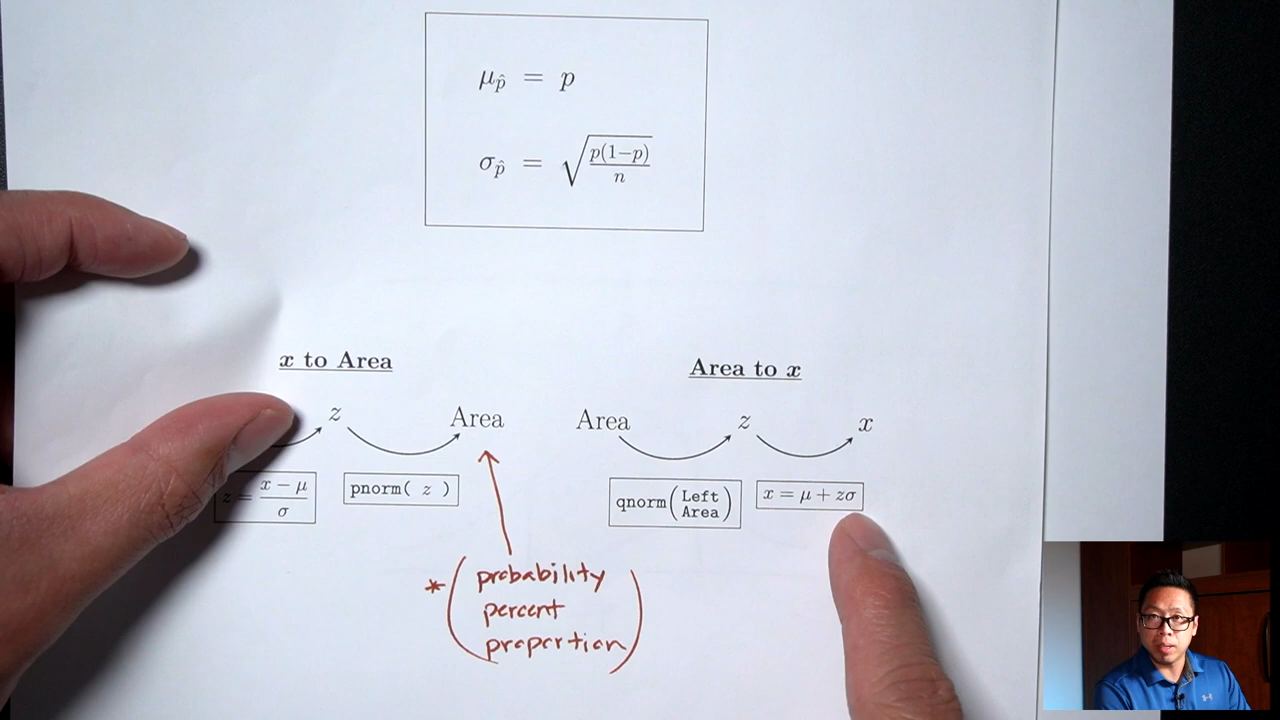 μ_p̂ = p
σ_p̂ = √(p(1−p)/n)
x to Area
z Area
z = (x − μ)/σ
pnorm( z )
Area to x
Area z x
qnorm(Left Area)
x = μ + zσ
* (probability
percent
proportion)